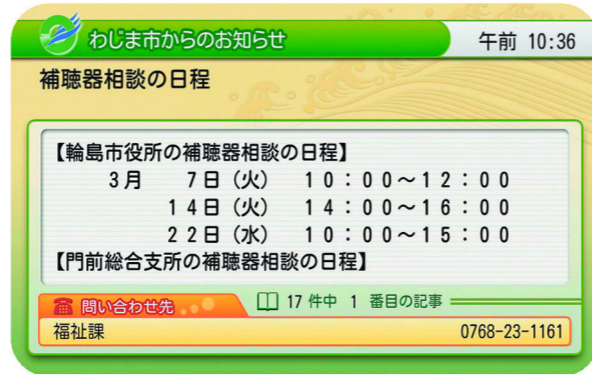 わじま市からのお知らせ
午前 10:36
補聴器相談の日程
【輪島市役所の補聴器相談の日程】
3月　7日（火）　10：00〜12：00
14日（火）　14：00〜16：00
22日（水）　10：00〜15：00
【門前総合支所の補聴器相談の日程】
問い合わせ先
17 件中 1 番目の記事
福祉課
0768-23-1161